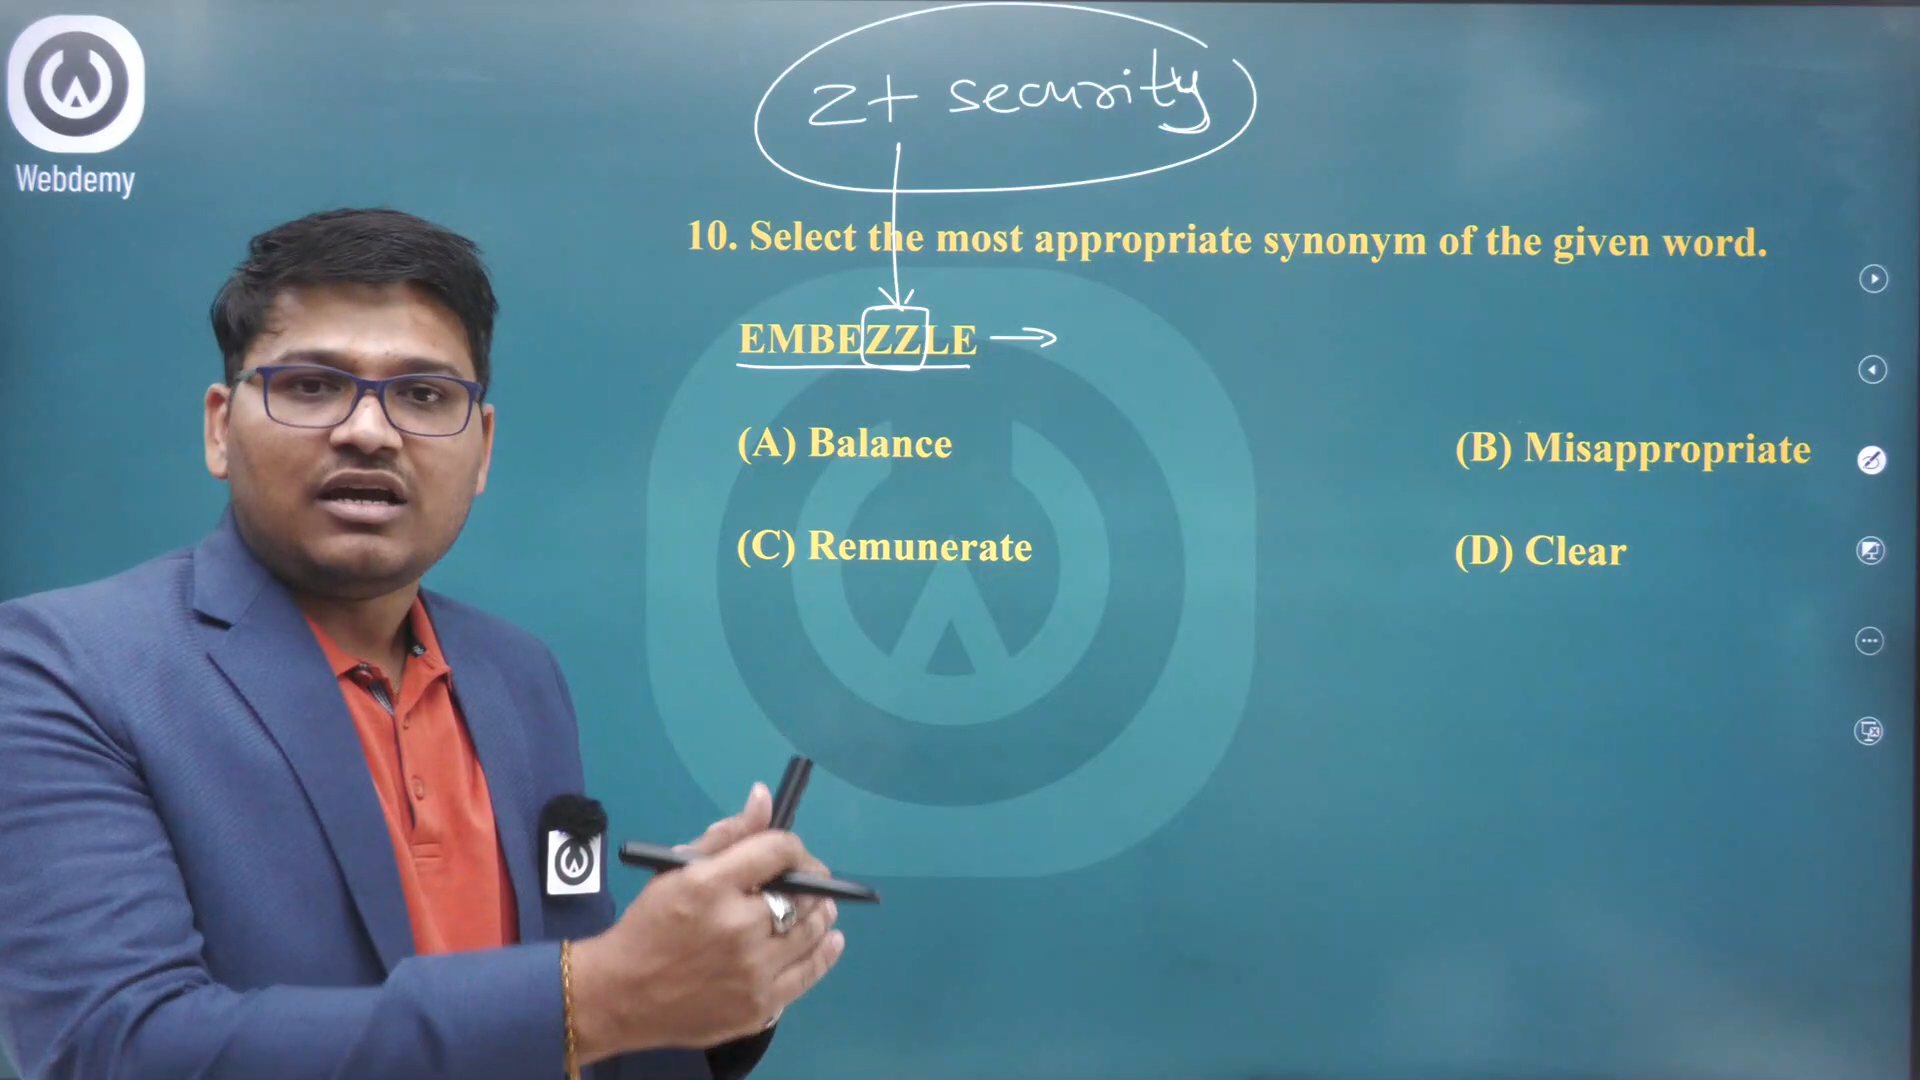 Webdemy
Z+ security
10. Select the most appropriate synonym of the given word.
EMBEZZLE →
(A) Balance
(B) Misappropriate
(C) Remunerate
(D) Clear